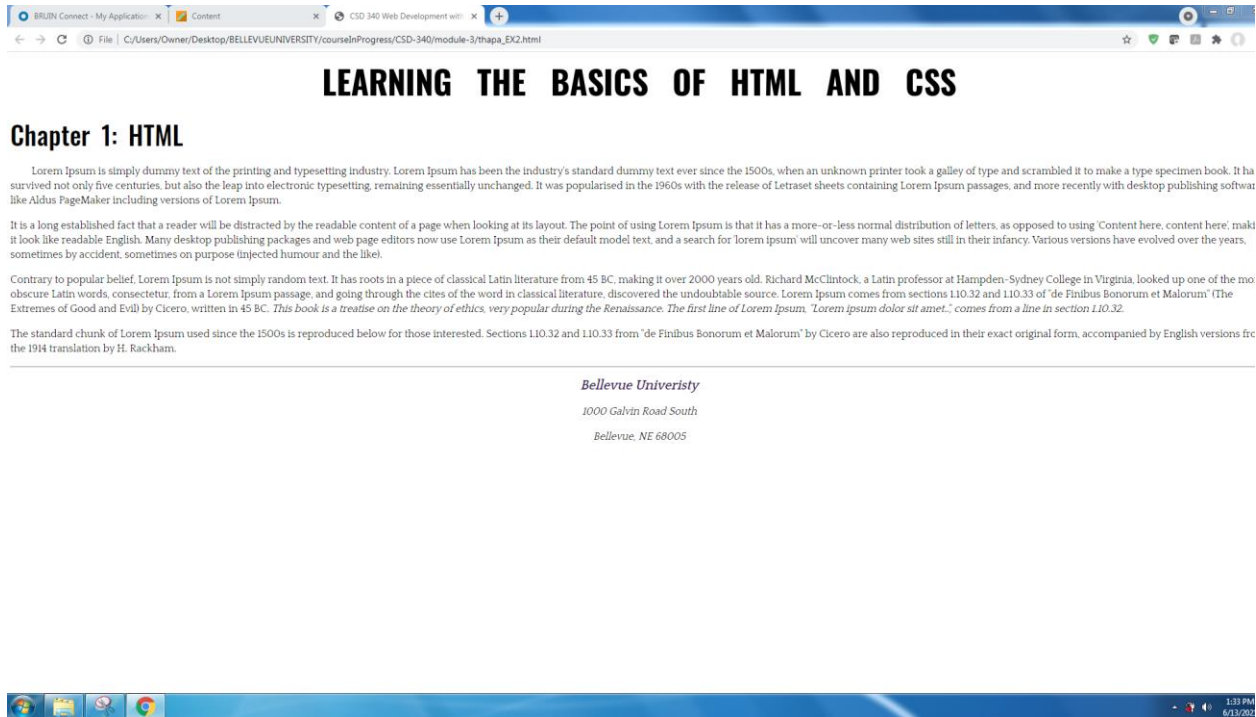 BRUIN Connect - My Application
Content
CSD 340 Web Development with
File | C:/Users/Owner/Desktop/BELLEVUEUNIVERSITY/courseInProgress/CSD-340/module-3/thapa_EX2.html
LEARNING THE BASICS OF HTML AND CSS
Chapter 1: HTML
Lorem Ipsum is simply dummy text of the printing and typesetting industry. Lorem Ipsum has been the industry's standard dummy text ever since the 1500s, when an unknown printer took a galley of type and scrambled it to make a type specimen book. It ha
survived not only five centuries, but also the leap into electronic typesetting, remaining essentially unchanged. It was popularised in the 1960s with the release of Letraset sheets containing Lorem Ipsum passages, and more recently with desktop publishing softwar
like Aldus PageMaker including versions of Lorem Ipsum.
It is a long established fact that a reader will be distracted by the readable content of a page when looking at its layout. The point of using Lorem Ipsum is that it has a more-or-less normal distribution of letters, as opposed to using 'Content here, content here', maki
it look like readable English. Many desktop publishing packages and web page editors now use Lorem Ipsum as their default model text, and a search for 'lorem ipsum' will uncover many web sites still in their infancy. Various versions have evolved over the years,
sometimes by accident, sometimes on purpose (injected humour and the like).
Contrary to popular belief, Lorem Ipsum is not simply random text. It has roots in a piece of classical Latin literature from 45 BC, making it over 2000 years old. Richard McClintock, a Latin professor at Hampden-Sydney College in Virginia, looked up one of the mo
obscure Latin words, consectetur, from a Lorem Ipsum passage, and going through the cites of the word in classical literature, discovered the undoubtable source. Lorem Ipsum comes from sections 1.10.32 and 1.10.33 of "de Finibus Bonorum et Malorum" (The
Extremes of Good and Evil) by Cicero, written in 45 BC. This book is a treatise on the theory of ethics, very popular during the Renaissance. The first line of Lorem Ipsum, "Lorem ipsum dolor sit amet..", comes from a line in section 1.10.32.
The standard chunk of Lorem Ipsum used since the 1500s is reproduced below for those interested. Sections 1.10.32 and 1.10.33 from "de Finibus Bonorum et Malorum" by Cicero are also reproduced in their exact original form, accompanied by English versions fro
the 1914 translation by H. Rackham.
Bellevue Univeristy
1000 Galvin Road South
Bellevue, NE 68005
1:33 PM
6/13/202